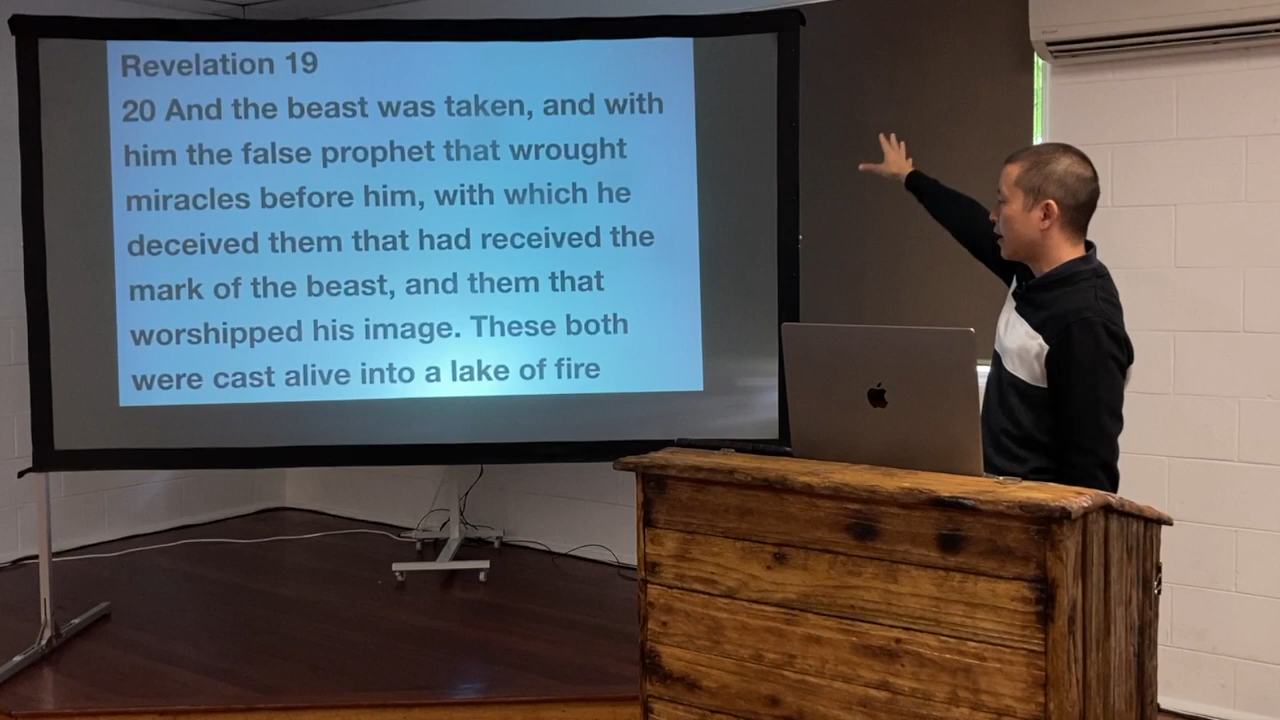 Revelation 19
20 And the beast was taken, and with
him the false prophet that wrought
miracles before him, with which he
deceived them that had received the
mark of the beast, and them that
worshipped his image. These both
were cast alive into a lake of fire